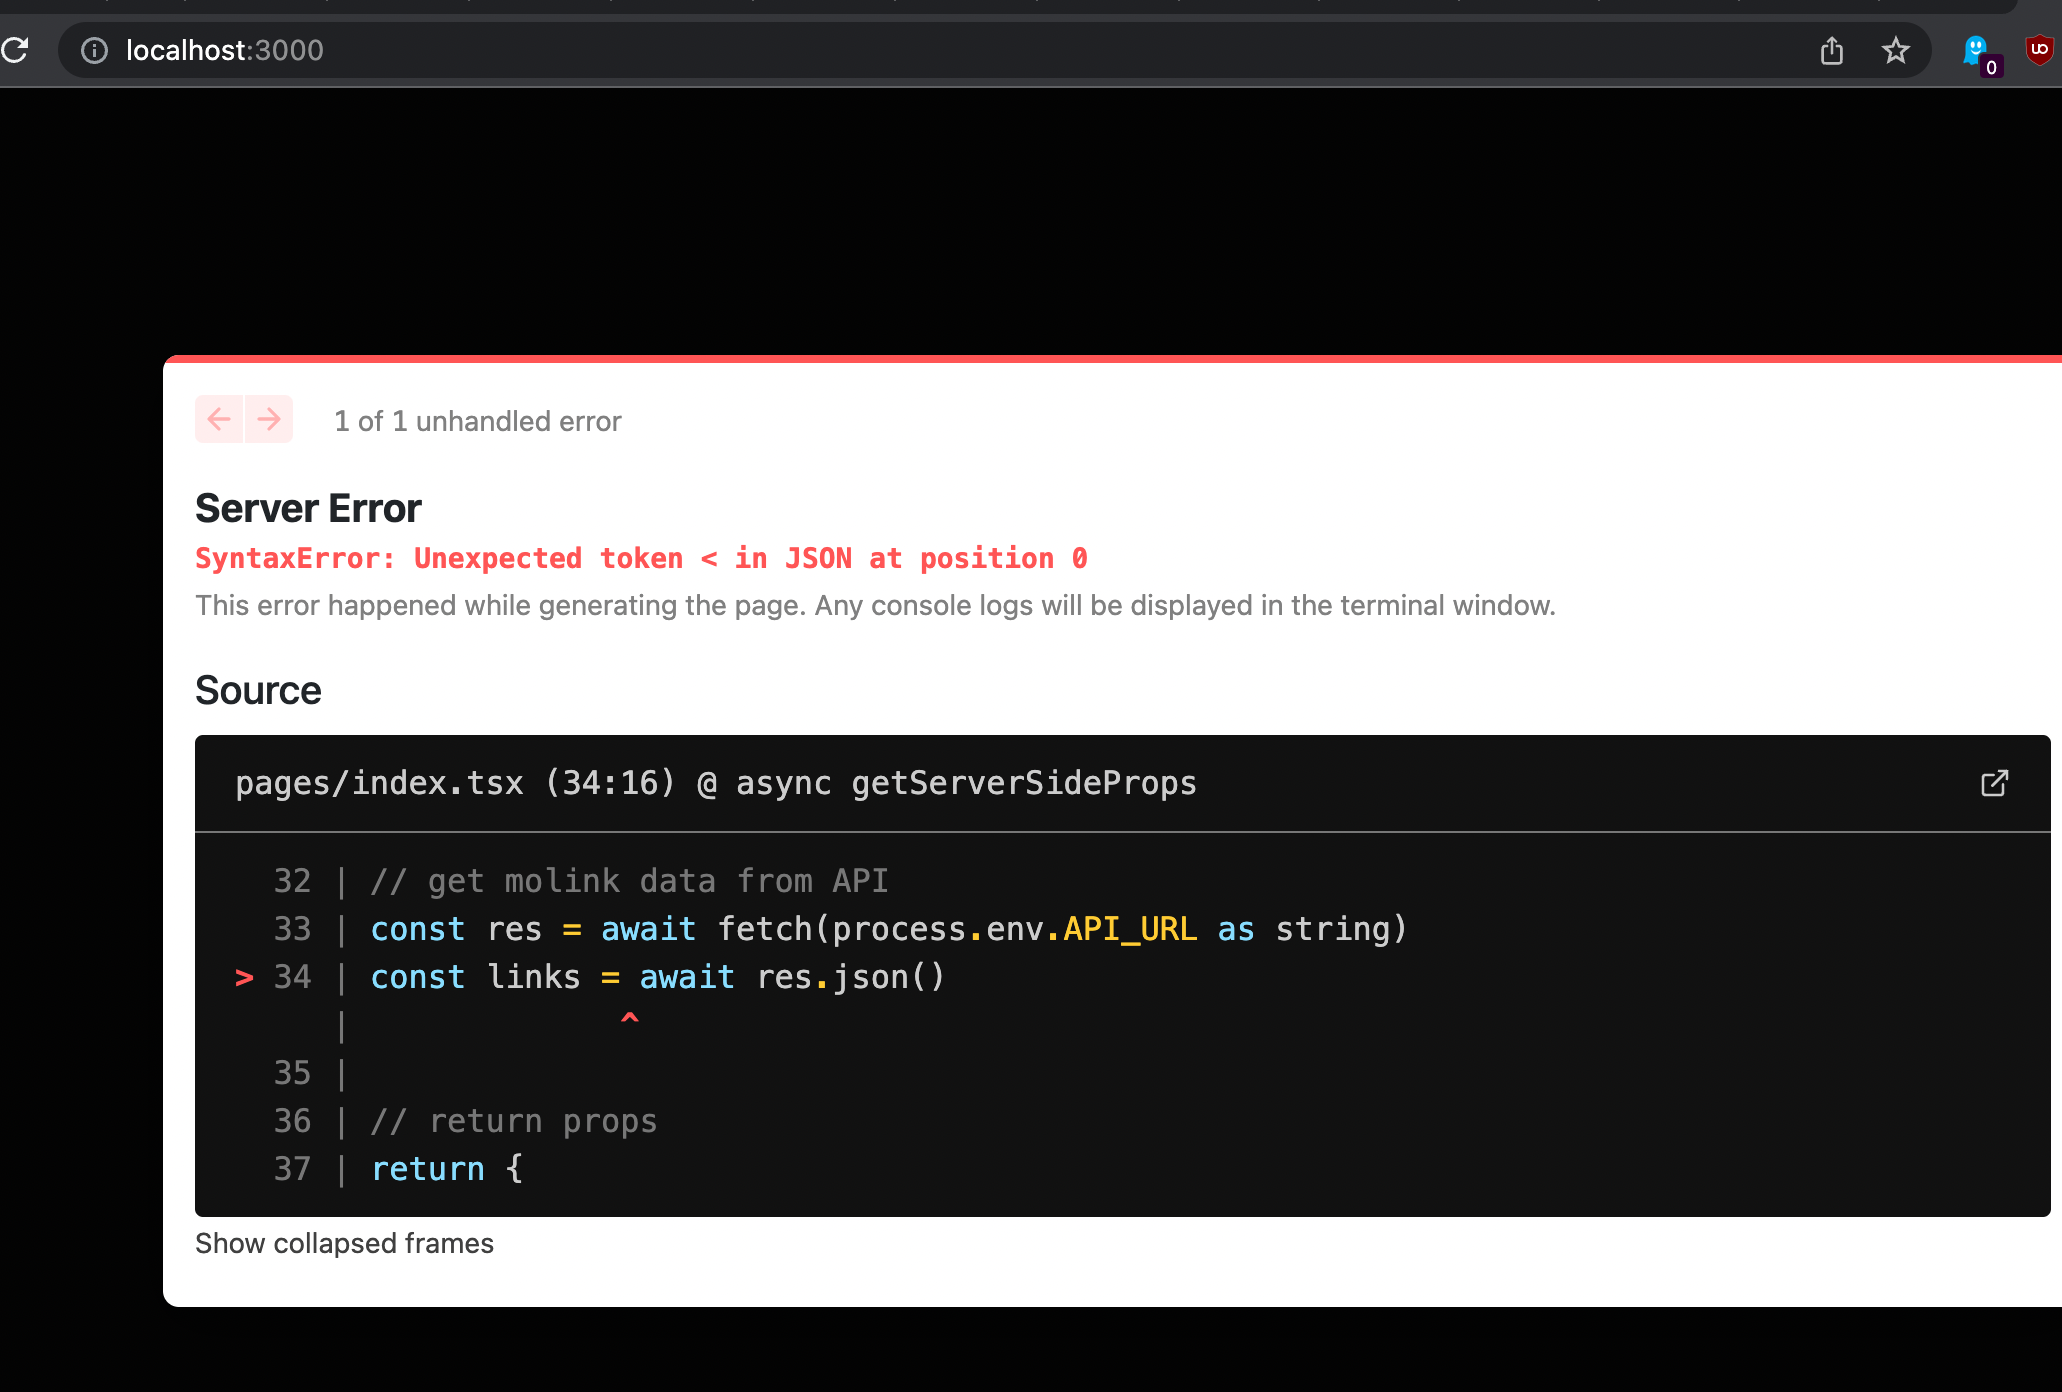 localhost:3000
0
uo
1 of 1 unhandled error
Server Error
SyntaxError: Unexpected token < in JSON at position 0
This error happened while generating the page. Any console logs will be displayed in the terminal window.
Source
pages/index.tsx (34:16) @ async getServerSideProps
32 | // get molink data from API
33 | const res = await fetch(process.env.API_URL as string)
> 34 | const links = await res.json()
| ^
35 |
36 | // return props
37 | return {
Show collapsed frames